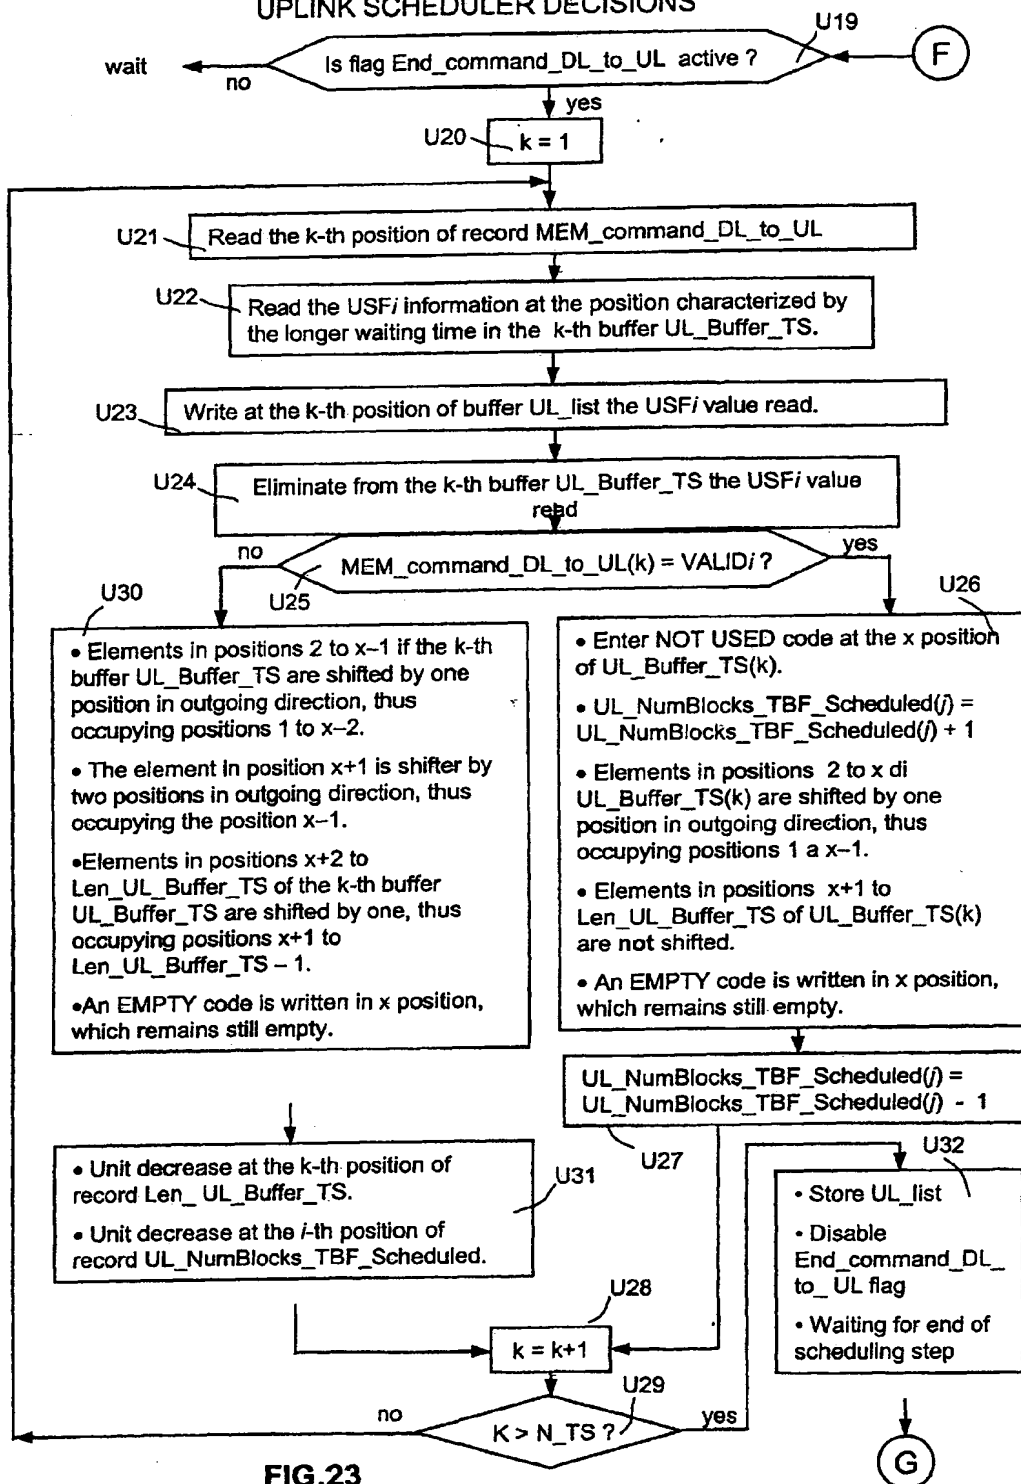 UPLINK SCHEDULER DECISIONS
U19
F
wait
Is flag End_command_DL_to_UL active ?
no
yes
U20
k = 1
U21
Read the k-th position of record MEM_command_DL_to_UL
U22
Read the USFi information at the position characterized by
the longer waiting time in the k-th buffer UL_Buffer_TS.
U23
Write at the k-th position of buffer UL_list the USFi value read.
U24
Eliminate from the k-th buffer UL_Buffer_TS the USFi value
read
no
MEM_command_DL_to_UL(k) = VALIDi ?
yes
U25
U30
• Elements in positions 2 to x–1 if the k-th
buffer UL_Buffer_TS are shifted by one
position in outgoing direction, thus
occupying positions 1 to x–2.
• The element in position x+1 is shifter by
two positions in outgoing direction, thus
occupying the position x–1.
•Elements in positions x+2 to
Len_UL_Buffer_TS of the k-th buffer
UL_Buffer_TS are shifted by one, thus
occupying positions x+1 to
Len_UL_Buffer_TS – 1.
•An EMPTY code is written in x position,
which remains still empty.
U26
• Enter NOT USED code at the x position
of UL_Buffer_TS(k).
• UL_NumBlocks_TBF_Scheduled(j) =
UL_NumBlocks_TBF_Scheduled(j) + 1
• Elements in positions 2 to x di
UL_Buffer_TS(k) are shifted by one
position in outgoing direction, thus
occupying positions 1 a x–1.
• Elements in positions x+1 to
Len_UL_Buffer_TS of UL_Buffer_TS(k)
are not shifted.
• An EMPTY code is written in x position,
which remains still empty.
UL_NumBlocks_TBF_Scheduled(j) =
UL_NumBlocks_TBF_Scheduled(j) - 1
U27
• Unit decrease at the k-th position of
record Len_ UL_Buffer_TS.
• Unit decrease at the i-th position of
record UL_NumBlocks_TBF_Scheduled.
U31
U32
• Store UL_list
• Disable
End_command_DL_
to_ UL flag
• Waiting for end of
scheduling step
U28
k = k+1
U29
no
K > N_TS ?
yes
G
FIG.23